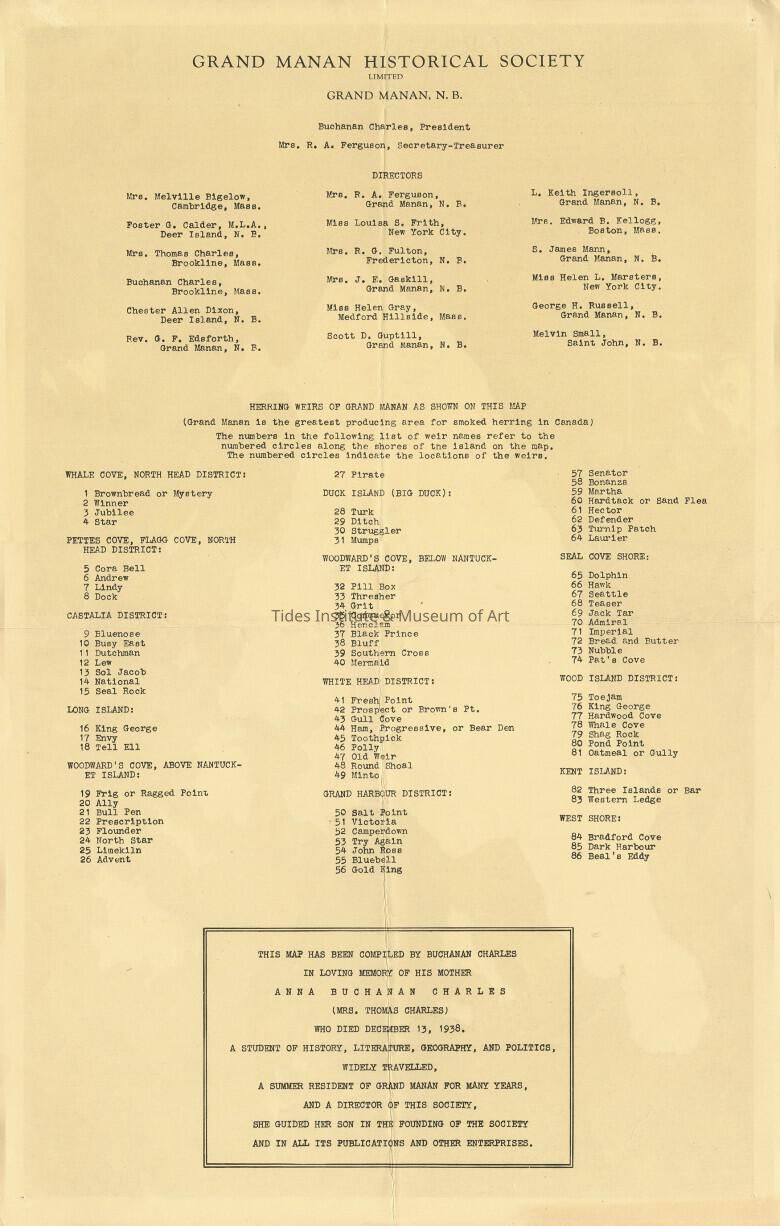 GRAND MANAN HISTORICAL SOCIETY
LIMITED
GRAND MANAN, N. B.
Buchanan Charles, President
Mrs. R. A. Ferguson, Secretary-Treasurer
DIRECTORS
Mrs. Melville Bigelow,
Cambridge, Mass.
Foster G. Calder, M.L.A.,
Deer Island, N. B.
Mrs. Thomas Charles,
Brookline, Mass.
Buchanan Charles,
Brookline, Mass.
Chester Allen Dixon,
Deer Island, N. B.
Rev. G. F. Edsforth,
Grand Manan, N. B.
Mrs. R. A. Ferguson,
Grand Manan, N. B.
Miss Louisa S. Frith,
New York City.
Mrs. R. G. Fulton,
Fredericton, N. B.
Mrs. J. E. Gaskill,
Grand Manan, N. B.
Miss Helen Gray,
Medford Hillside, Mass.
Scott D. Guptill,
Grand Manan, N. B.
L. Keith Ingersoll,
Grand Manan, N. B.
Mrs. Edward B. Kellogg,
Boston, Mass.
S. James Mann,
Grand Manan, N. B.
Miss Helen L. Marsters,
New York City.
George H. Russell,
Grand Manan, N. B.
Melvin Small,
Saint John, N. B.
HERRING WEIRS OF GRAND MANAN AS SHOWN ON THIS MAP
(Grand Manan is the greatest producing area for smoked herring in Canada)
The numbers in the following list of weir names refer to the
numbered circles along the shores of the island on the map.
The numbered circles indicate the locations of the weirs.
WHALE COVE, NORTH HEAD DISTRICT:
1 Brownbread or Mystery
2 Winner
3 Jubilee
4 Star
PETTES COVE, FLAGG COVE, NORTH
HEAD DISTRICT:
5 Cora Bell
6 Andrew
7 Lindy
8 Dock
CASTALIA DISTRICT:
9 Bluenose
10 Busy East
11 Dutchman
12 Lew
13 Sol Jacob
14 National
15 Seal Rock
LONG ISLAND:
16 King George
17 Envy
18 Tell Ell
WOODWARD'S COVE, ABOVE NANTUCK-
ET ISLAND:
19 Frig or Ragged Point
20 Ally
21 Bull Pen
22 Prescription
23 Flounder
24 North Star
25 Limekiln
26 Advent
27 Pirate
DUCK ISLAND (BIG DUCK):
28 Turk
29 Ditch
30 Struggler
31 Mumps
WOODWARD'S COVE, BELOW NANTUCK-
ET ISLAND:
32 Pill Box
33 Thresher
34 Grit
35
36 Henclam
37 Black Prince
38 Bluff
39 Southern Cross
40 Mermaid
WHITE HEAD DISTRICT:
41 Fresh Point
42 Prospect or Brown's Pt.
43 Gull Cove
44 Ham, Progressive, or Bear Den
45 Toothpick
46 Polly
47 Old Weir
48 Round Shoal
49 Minto
GRAND HARBOUR DISTRICT:
50 Salt Point
51 Victoria
52 Camperdown
53 Try Again
54 John Ross
55 Bluebell
56 Gold King
57 Senator
58 Bonanza
59 Martha
60 Hardtack or Sand Flea
61 Hector
62 Defender
63 Turnip Patch
64 Laurier
SEAL COVE SHORE:
65 Dolphin
66 Hawk
67 Seattle
68 Teaser
69 Jack Tar
70 Admiral
71 Imperial
72 Bread and Butter
73 Nubble
74 Pat's Cove
WOOD ISLAND DISTRICT:
75 Toejam
76 King George
77 Hardwood Cove
78 Whale Cove
79 Shag Rock
80 Pond Point
81 Oatmeal or Gully
KENT ISLAND:
82 Three Islands or Bar
83 Western Ledge
WEST SHORE:
84 Bradford Cove
85 Dark Harbour
86 Beal's Eddy
Tides Institute & Museum of Art
THIS MAP HAS BEEN COMPILED BY BUCHANAN CHARLES
IN LOVING MEMORY OF HIS MOTHER
ANNA BUCHANAN CHARLES
(MRS. THOMAS CHARLES)
WHO DIED DECEMBER 13, 1938.
A STUDENT OF HISTORY, LITERATURE, GEOGRAPHY, AND POLITICS,
WIDELY TRAVELLED,
A SUMMER RESIDENT OF GRAND MANAN FOR MANY YEARS,
AND A DIRECTOR OF THIS SOCIETY,
SHE GUIDED HER SON IN THE FOUNDING OF THE SOCIETY
AND IN ALL ITS PUBLICATIONS AND OTHER ENTERPRISES.